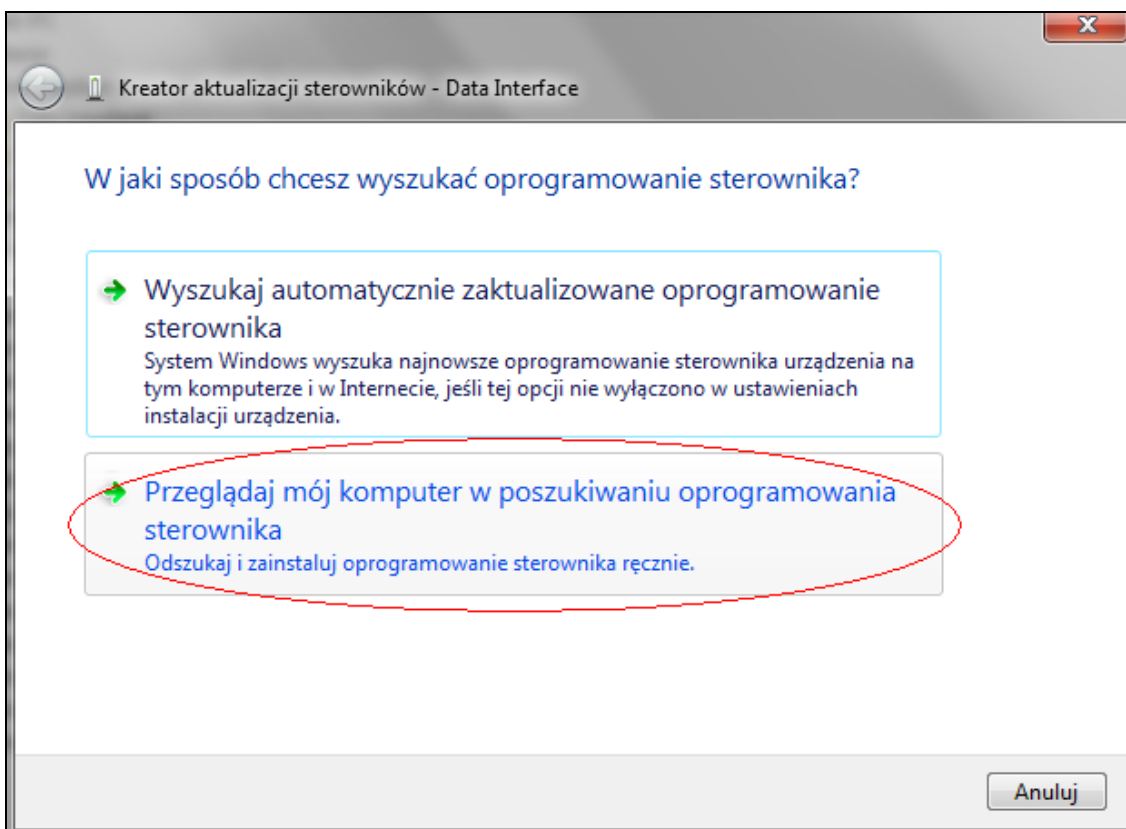 Kreator aktualizacji sterowników - Data Interface
W jaki sposób chcesz wyszukać oprogramowanie sterownika?
Wyszukaj automatycznie zaktualizowane oprogramowanie
sterownika
System Windows wyszuka najnowsze oprogramowanie sterownika urządzenia na
tym komputerze i w Internecie, jeśli tej opcji nie wyłączono w ustawieniach
instalacji urządzenia.
Przeglądaj mój komputer w poszukiwaniu oprogramowania
sterownika
Odszukaj i zainstaluj oprogramowanie sterownika ręcznie.
Anuluj